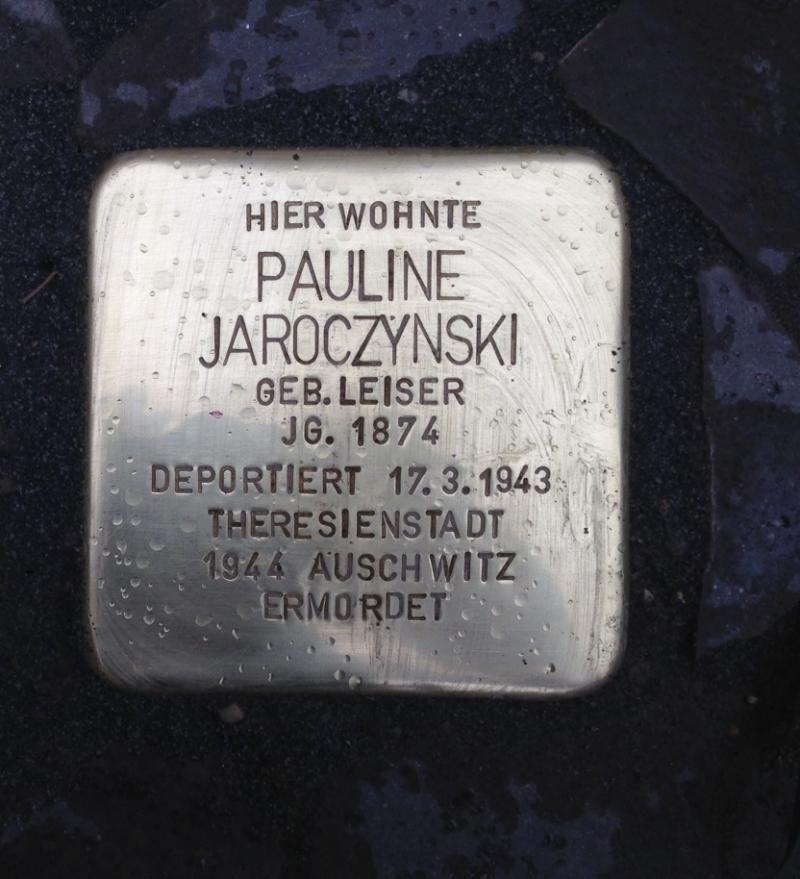 HIER WOHNTE
PAULINE
JAROCZYNSKI
GEB. LEISER
JG. 1874
DEPORTIERT 17.3.1943
THERESIENSTADT
1944 AUSCHWITZ
ERMORDET